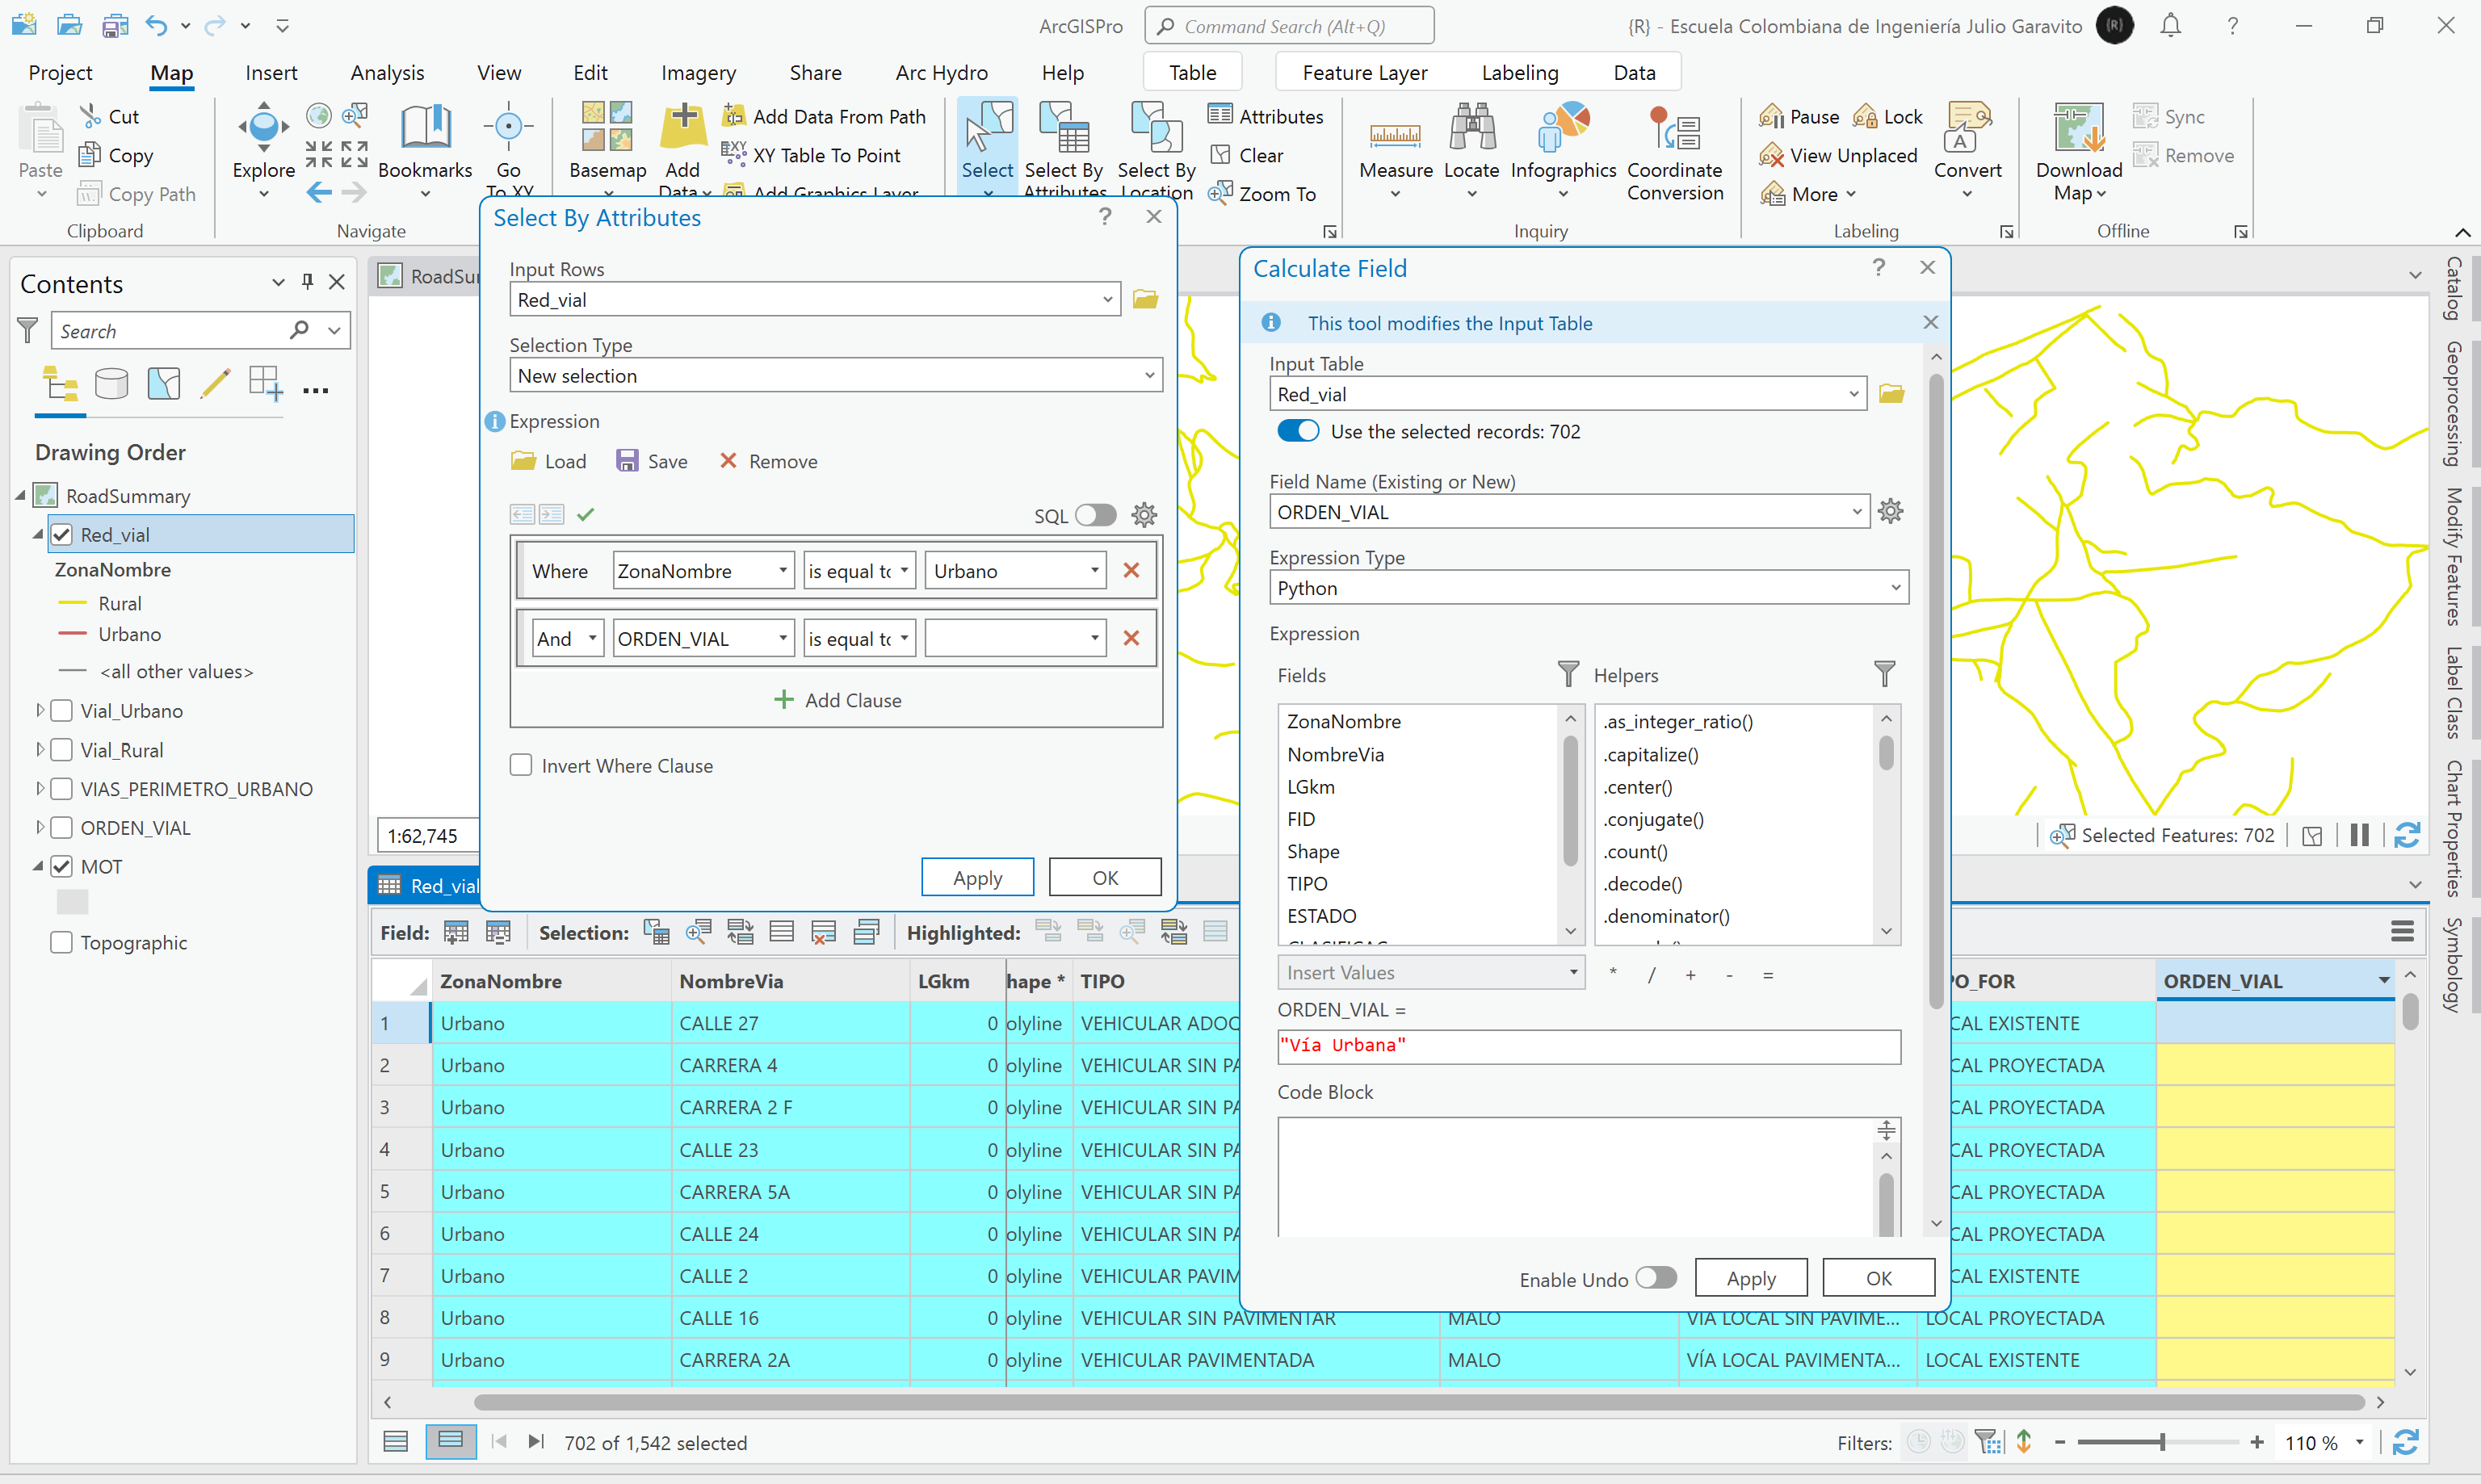 ArcGISPro
Command Search (Alt+Q)
{R} - Escuela Colombiana de Ingeniería Julio Garavito
{R}
?
Project Map Insert Analysis View Edit Imagery Share Arc Hydro Help Table Feature Layer Labeling Data
Paste
Cut
Copy
Copy Path
Clipboard
Explore
Bookmarks
Go
To XY
Navigate
Basemap
Add
Data
Add Data From Path
XY Table To Point
Add Graphics Layer
Select
Select By
Attributes
Select By
Location
Attributes
Clear
Zoom To
Measure
Locate
Infographics
Coordinate
Conversion
Inquiry
Pause
Lock
View Unplaced
More
Convert
Labeling
Download
Map
Sync
Remove
Offline
Contents
Search
Drawing Order
RoadSummary
Red_vial
ZonaNombre
Rural
Urbano
<all other values>
Vial_Urbano
Vial_Rural
VIAS_PERIMETRO_URBANO
ORDEN_VIAL
MOT
Topographic
RoadSu
Select By Attributes
?
Input Rows
Red_vial
Selection Type
New selection
Expression
Load Save Remove
SQL
Where ZonaNombre is equal to Urbano
And ORDEN_VIAL is equal to
Add Clause
Invert Where Clause
Apply OK
Calculate Field
?
This tool modifies the Input Table
Input Table
Red_vial
Use the selected records: 702
Field Name (Existing or New)
ORDEN_VIAL
Expression Type
Python
Expression
Fields
ZonaNombre
NombreVia
LGkm
FID
Shape
TIPO
ESTADO
CLASIFICAC
Helpers
.as_integer_ratio()
.capitalize()
.center()
.conjugate()
.count()
.decode()
.denominator()
Insert Values * / + - =
ORDEN_VIAL =
"Vía Urbana"
Code Block
Enable Undo Apply OK
1:62,745
Selected Features: 702
Catalog
Geoprocessing
Modify Features
Label Class
Chart Properties
Symbology
Red_vial
Field: Selection: Highlighted:
ZonaNombre NombreVia LGkm hape * TIPO PO_FOR ORDEN_VIAL
1 Urbano CALLE 27 0 olyline VEHICULAR ADOQ CAL EXISTENTE
2 Urbano CARRERA 4 0 olyline VEHICULAR SIN PA CAL PROYECTADA
3 Urbano CARRERA 2 F 0 olyline VEHICULAR SIN PA CAL PROYECTADA
4 Urbano CALLE 23 0 olyline VEHICULAR SIN PA CAL PROYECTADA
5 Urbano CARRERA 5A 0 olyline VEHICULAR SIN PA CAL PROYECTADA
6 Urbano CALLE 24 0 olyline VEHICULAR SIN PA CAL PROYECTADA
7 Urbano CALLE 2 0 olyline VEHICULAR PAVIM CAL EXISTENTE
8 Urbano CALLE 16 0 olyline VEHICULAR SIN PAVIMENTAR MALO VÍA LOCAL SIN PAVIME... LOCAL PROYECTADA
9 Urbano CARRERA 2A 0 olyline VEHICULAR PAVIMENTADA MALO VÍA LOCAL PAVIMENTA... LOCAL EXISTENTE
702 of 1,542 selected
Filters: - + 110 %